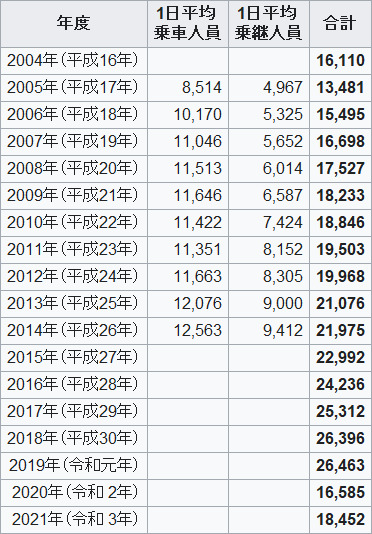 年度 1日平均乗車人員 1日平均乗継人員 合計
2004年(平成16年) 16,110
2005年(平成17年) 8,514 4,967 13,481
2006年(平成18年) 10,170 5,325 15,495
2007年(平成19年) 11,046 5,652 16,698
2008年(平成20年) 11,513 6,014 17,527
2009年(平成21年) 11,646 6,587 18,233
2010年(平成22年) 11,422 7,424 18,846
2011年(平成23年) 11,351 8,152 19,503
2012年(平成24年) 11,663 8,305 19,968
2013年(平成25年) 12,076 9,000 21,076
2014年(平成26年) 12,563 9,412 21,975
2015年(平成27年) 22,992
2016年(平成28年) 24,236
2017年(平成29年) 25,312
2018年(平成30年) 26,396
2019年(令和元年) 26,463
2020年(令和 2年) 16,585
2021年(令和 3年) 18,452